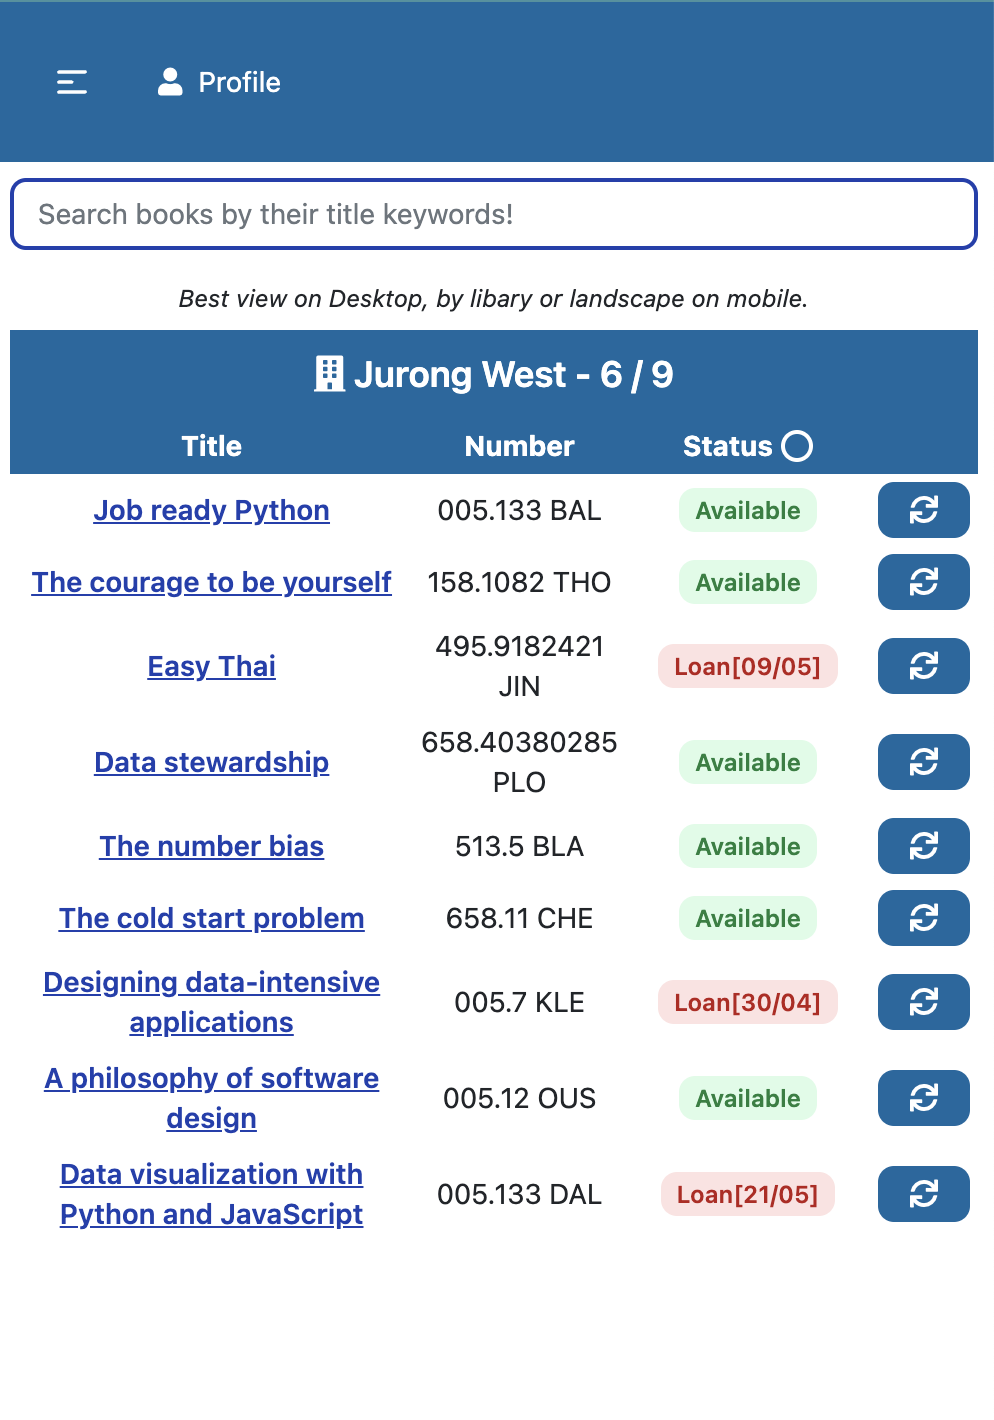 Profile
Search books by their title keywords!
Best view on Desktop, by libary or landscape on mobile.
Jurong West - 6 / 9
Title Number Status
Job ready Python 005.133 BAL Available
The courage to be yourself 158.1082 THO Available
Easy Thai 495.9182421 JIN Loan[09/05]
Data stewardship 658.40380285 PLO Available
The number bias 513.5 BLA Available
The cold start problem 658.11 CHE Available
Designing data-intensive applications 005.7 KLE Loan[30/04]
A philosophy of software design 005.12 OUS Available
Data visualization with Python and JavaScript 005.133 DAL Loan[21/05]